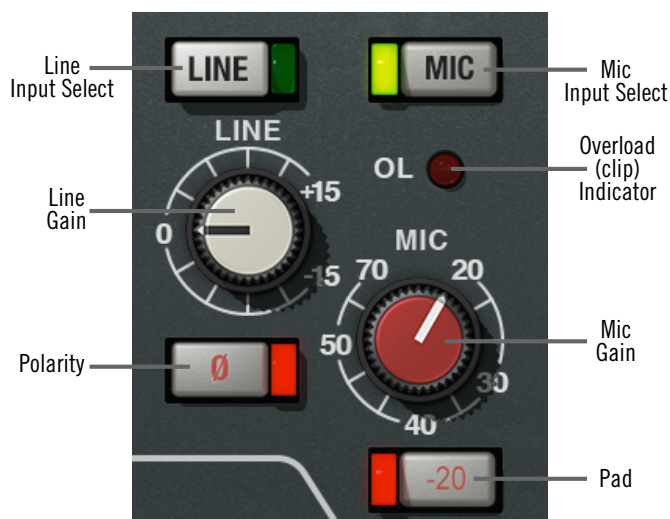 LINE
MIC
Line
Input Select
Mic
Input Select
LINE
+15
OL
Overload
(clip)
Indicator
Line
Gain
0
MIC
-15
70
20
Polarity
Ø
50
30
Mic
Gain
40
-20
Pad